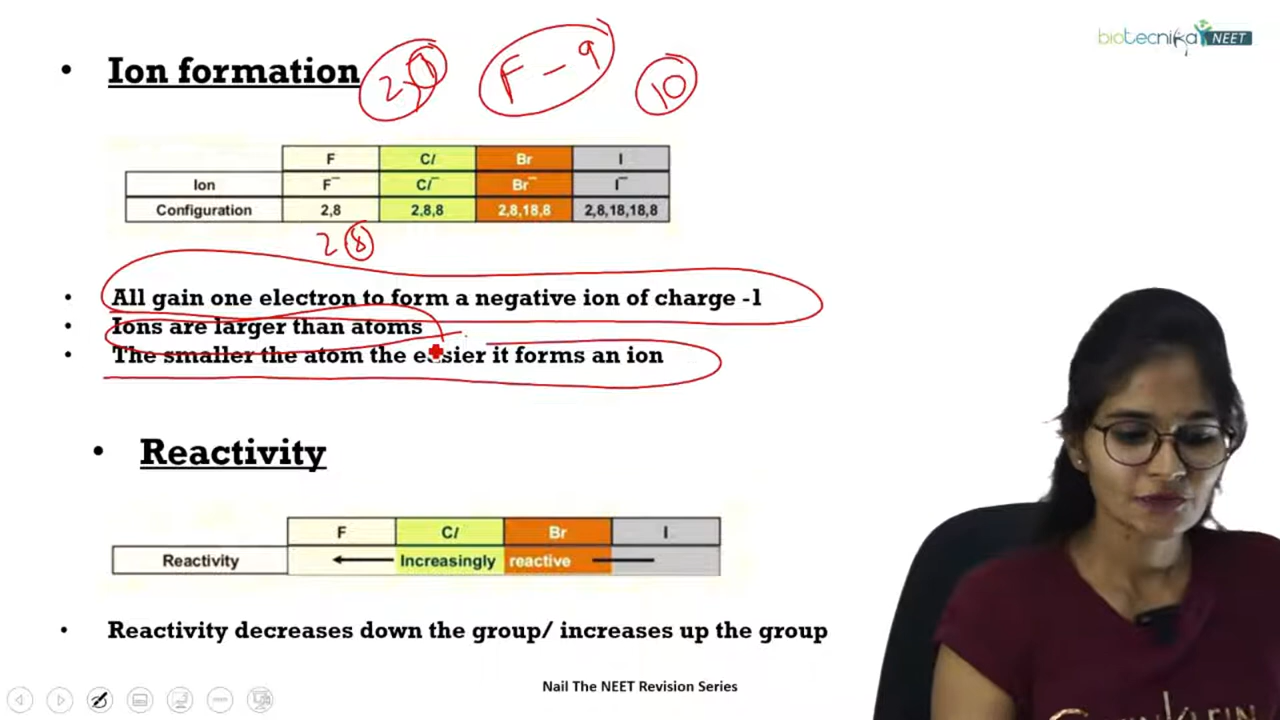 biotecnika NEET
• Ion formation
F – 9
10
F Cl Br I
Ion F⁻ Cl⁻ Br⁻ I⁻
Configuration 2,8 2,8,8 2,8,18,8 2,8,18,18,8
2 8
• All gain one electron to form a negative ion of charge -1
• Ions are larger than atoms
• The smaller the atom the easier it forms an ion
• Reactivity
F Cl Br I
Reactivity Increasingly reactive
• Reactivity decreases down the group/ increases up the group
Nail The NEET Revision Series